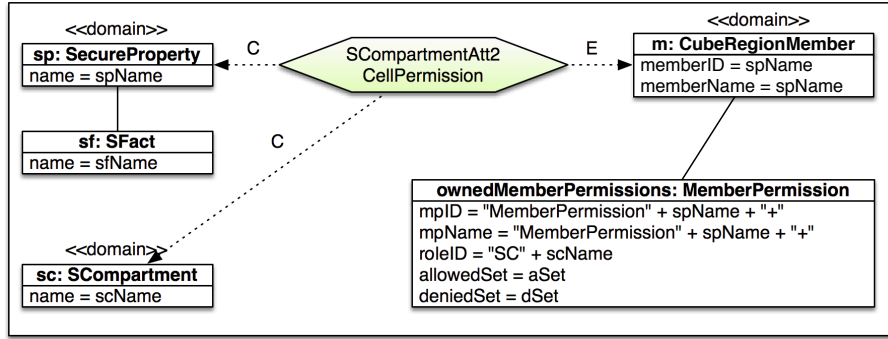 <<domain>>
sp: SecureProperty
name = spName
sf: SFact
name = sfName
<<domain>>
sc: SCompartment
name = scName
C
C
SCompartmentAtt2
CellPermission
E
<<domain>>
m: CubeRegionMember
memberID = spName
memberName = spName
ownedMemberPermissions: MemberPermission
mpID = "MemberPermission" + spName + "+"
mpName = "MemberPermission" + spName + "+"
roleID = "SC" + scName
allowedSet = aSet
deniedSet = dSet